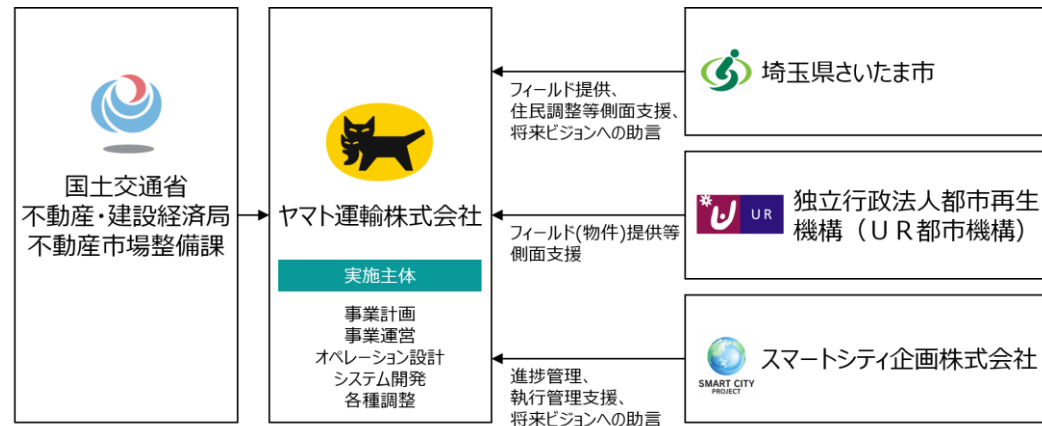 国土交通省
不動産・建設経済局
不動産市場整備課
ヤマト運輸株式会社
実施主体
事業計画
事業運営
オペレーション設計
システム開発
各種調整
フィールド提供、
住民調整等側面支援、
将来ビジョンへの助言
フィールド(物件)提供等
側面支援
進捗管理、
執行管理支援、
将来ビジョンへの助言
埼玉県さいたま市
UR
独立行政法人都市再生
機構（ＵＲ都市機構）
SMART CITY
PROJECT
スマートシティ企画株式会社